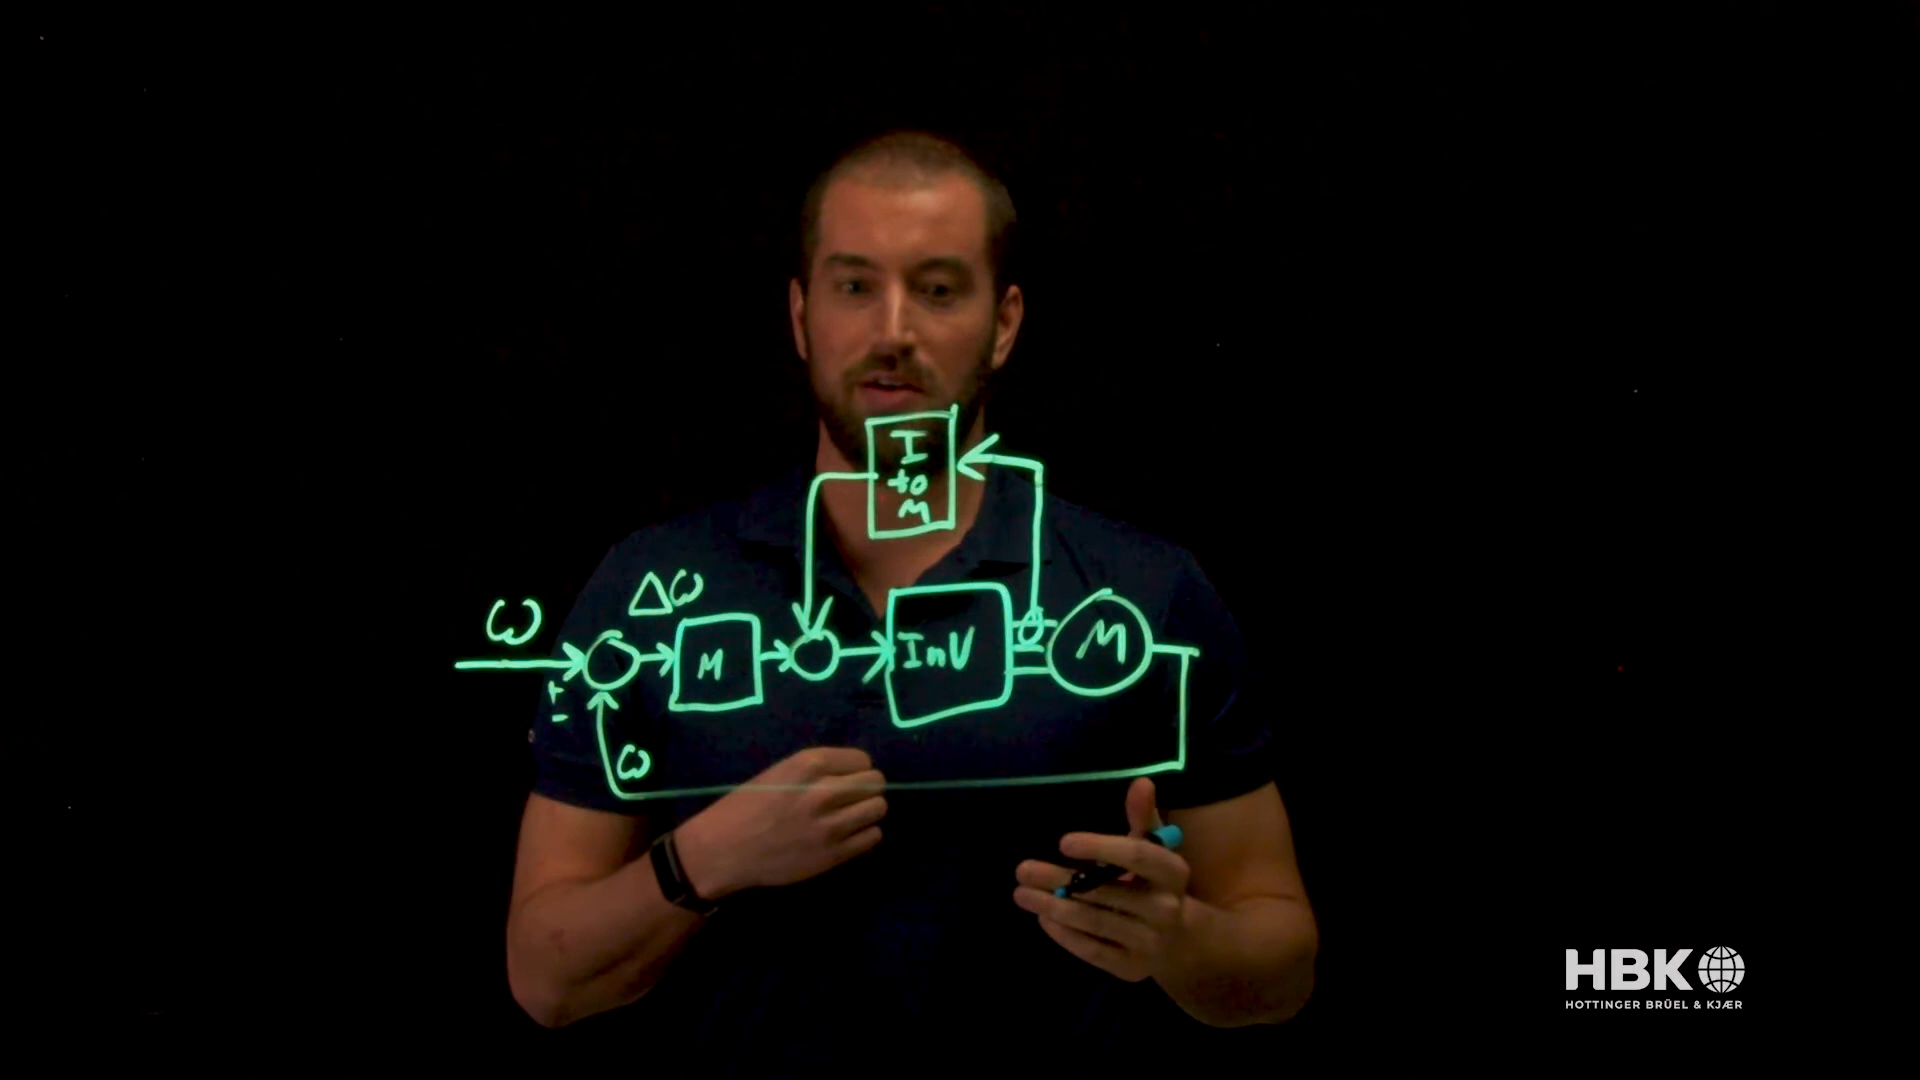 I
to
M
Δω
ω
M
InV
M
+
-
ω
HBK
HOTTINGER BRÜEL & KJÆR